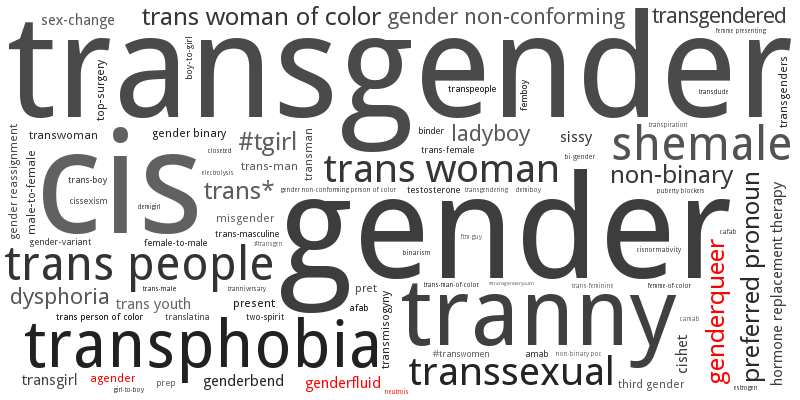 sex-change
trans woman of color
gender non-conforming
transgendered
femme presenting
transgender
boy-to-girl
top-surgery
transpeople
femboy
transdude
transgenders
gender reassignment
transwoman
gender binary
#tgirl
binder
ladyboy
transpiration
sissy
shemale
male-to-female
cis
closeted
transman
trans-female
bi-gender
electrolysis
trans-man
trans woman
non-binary
trans-boy
trans*
gender non-conforming person of color
testosterone
transgendering
demiboy
puberty blockers
cissexism
demigirl
misgender
gender
preferred pronoun
hormone replacement therapy
trans-masculine
cafab
gender-variant
female-to-male
#transgen
binarism
ftm guy
cisnormativity
genderqueer
trans people
trans-male
tranniversary
pret
trans-man-of-color
#transgenderyouth
trans-feminine
femme-of-color
dysphoria
trans youth
present
afab
transmisogyny
tranny
trans person of color
translatina
two-spirit
camab
transphobia
cishet
#transwomen
amab
non-binary poc
transgirl
agender
girl-to-boy
prep
genderbend
genderfluid
neutrois
transsexual
third gender
estrogen